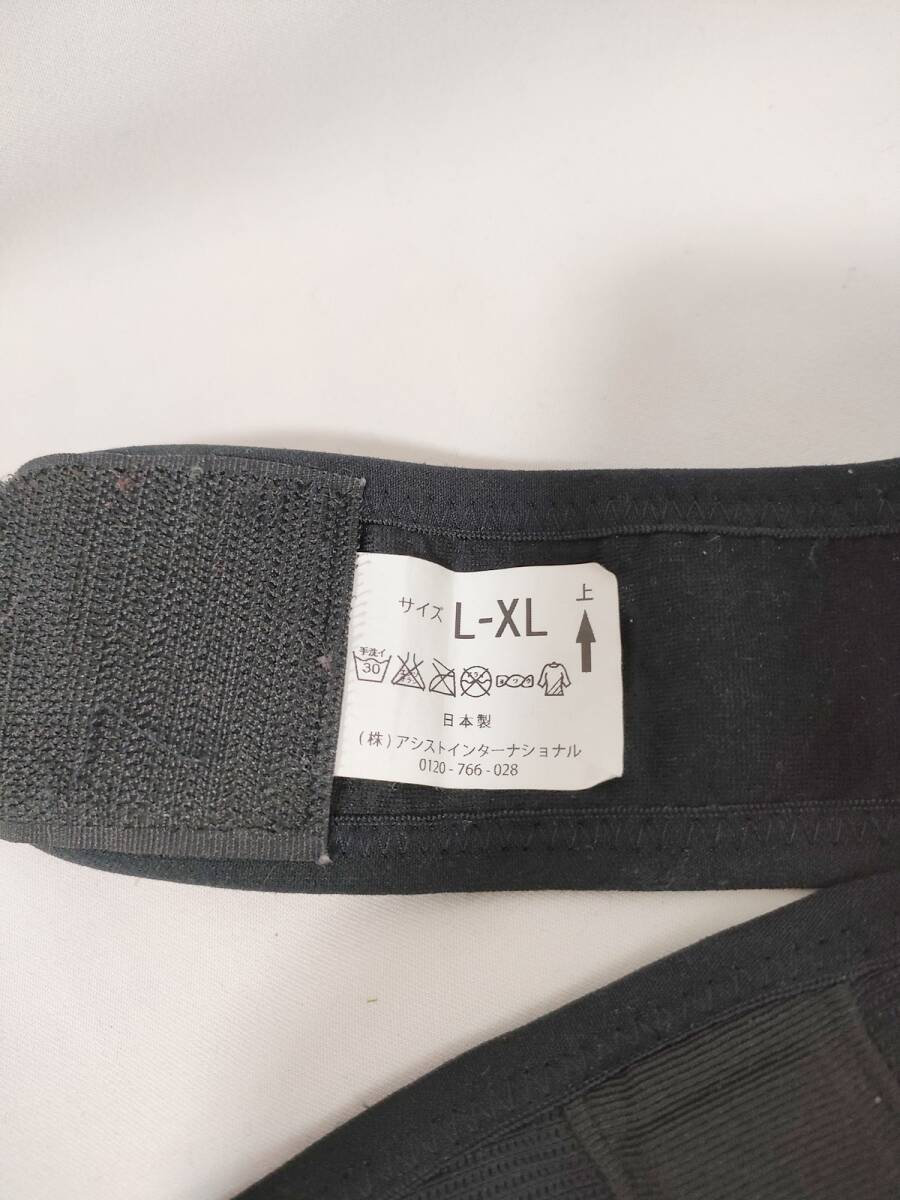 サイズ L-XL 上
手洗イ
30
日本製
(株)アシストインターナショナル
0120-766-028